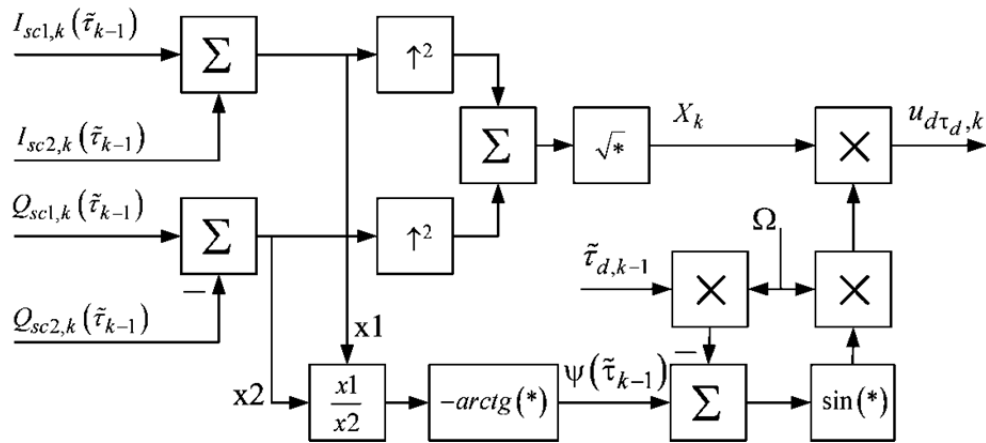 I_{sc1,k}(τ̃_{k-1})
Σ
↑²
I_{sc2,k}(τ̃_{k-1})
Σ
√*
X_k
×
u_{dτ_d,k}
Q_{sc1,k}(τ̃_{k-1})
Σ
↑²
Ω
τ̃_{d,k-1}
×
×
−
Q_{sc2,k}(τ̃_{k-1})
x1
x2
x1
x2
−arctg(*)
ψ(τ̃_{k-1})
−
Σ
sin(*)